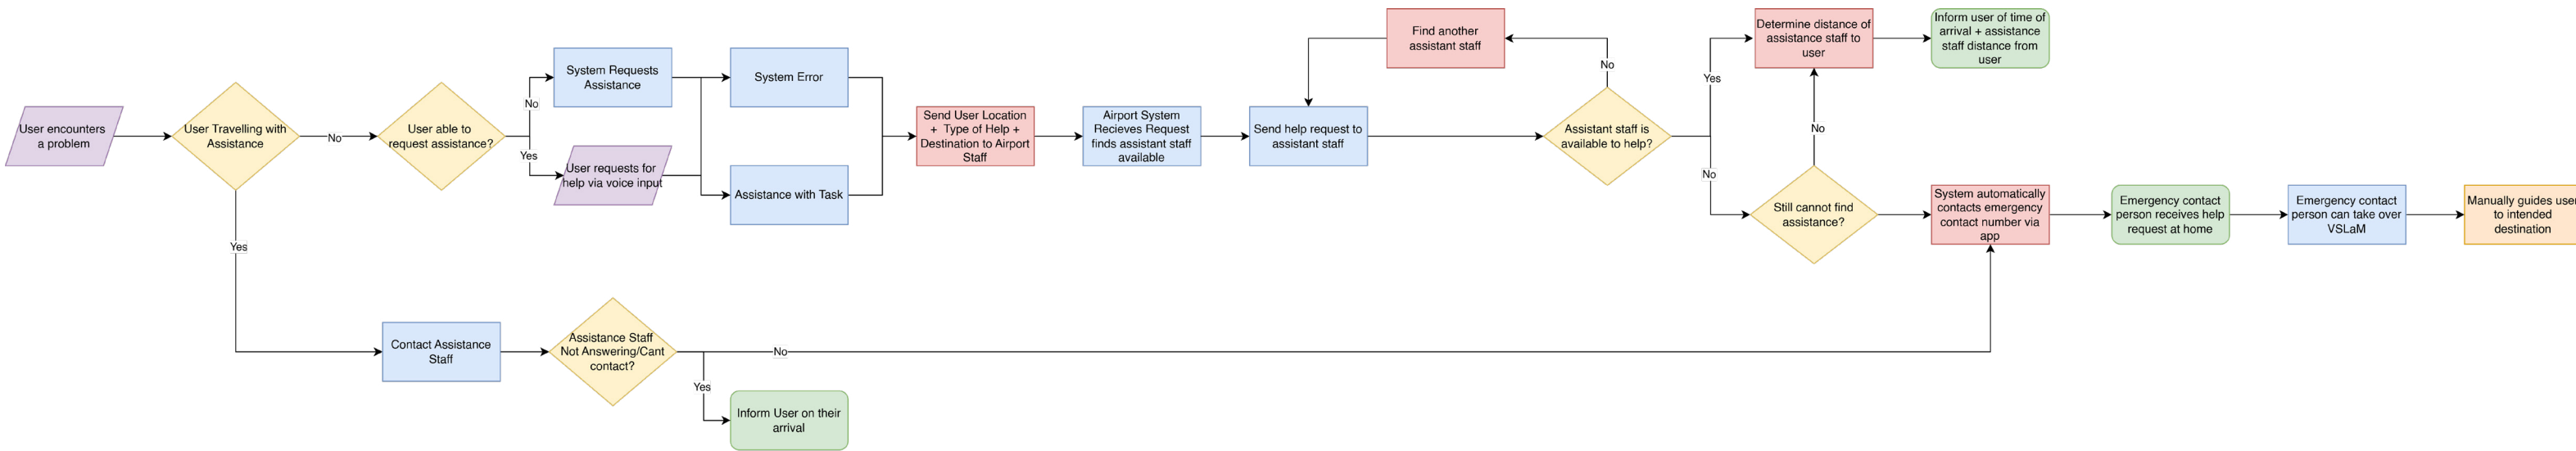 User encounters
a problem
User Travelling with
Assistance
No
Yes
User able to
request assistance?
No
Yes
System Requests
Assistance
User requests for
help via voice input
System Error
Assistance with Task
Send User Location
+ Type of Help +
Destination to Airport
Staff
Airport System
Recieves Request
finds assistant staff
available
Send help request to
assistant staff
Find another
assistant staff
No
Assistant staff is
available to help?
Yes
No
Determine distance of
assistance staff to
user
Inform user of time of
arrival + assistance
staff distance from
user
No
Still cannot find
assistance?
System automatically
contacts emergency
contact number via
app
Emergency contact
person receives help
request at home
Emergency contact
person can take over
VSLaM
Manually guides user
to intended
destination
Contact Assistance
Staff
Assistance Staff
Not Answering/Cant
contact?
No
Yes
Inform User on their
arrival